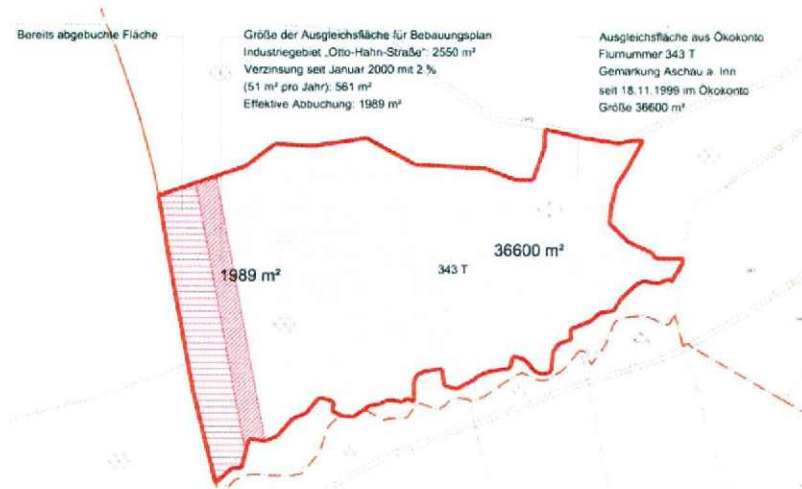 Bereits abgebuchte Fläche
Größe der Ausgleichsfläche für Bebauungsplan
Industriegebiet „Otto-Hahn-Straße“: 2550 m²
Verzinsung seit Januar 2000 mit 2 %
(51 m² pro Jahr): 561 m²
Effektive Abbuchung: 1989 m²
Ausgleichsfläche aus Ökokonto
Flurnummer 343 T
Gemarkung Aschau a. Inn
seit 18.11.1999 im Ökokonto
Größe 36600 m²
36600 m²
1989 m²
343 T